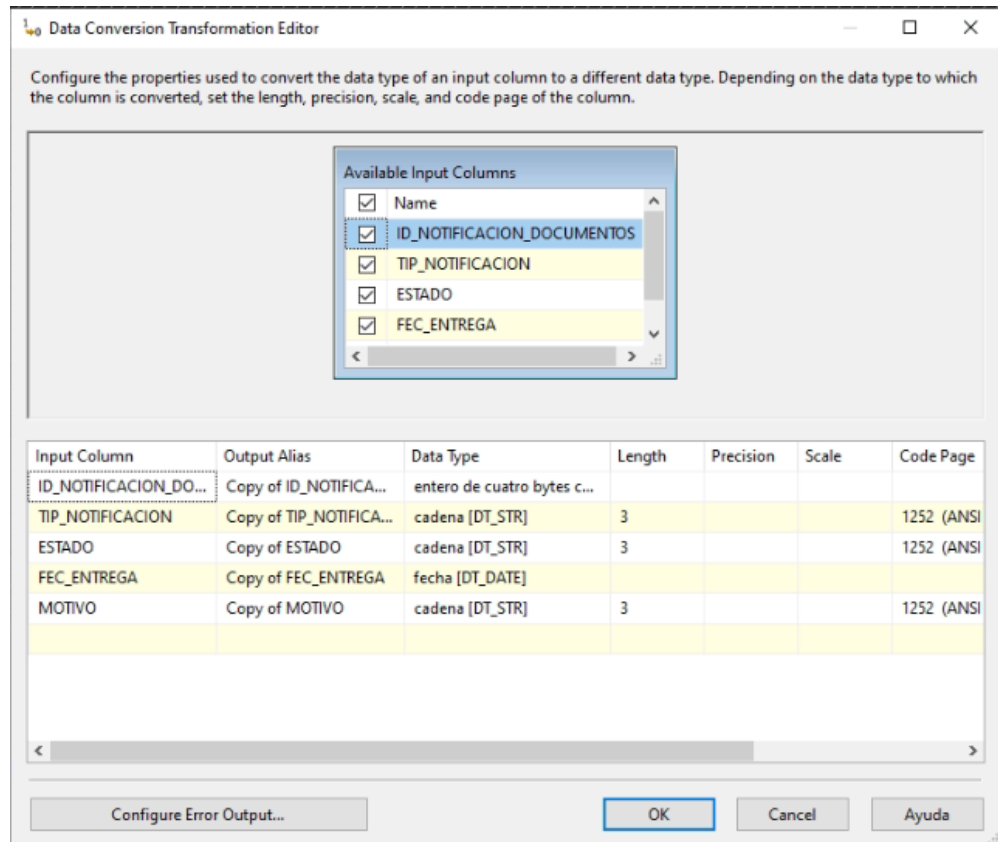 Data Conversion Transformation Editor
Configure the properties used to convert the data type of an input column to a different data type. Depending on the data type to which
the column is converted, set the length, precision, scale, and code page of the column.
Available Input Columns
Name
ID_NOTIFICACION_DOCUMENTOS
TIP_NOTIFICACION
ESTADO
FEC_ENTREGA
Input Column Output Alias Data Type Length Precision Scale Code Page
ID_NOTIFICACION_DO... Copy of ID_NOTIFICA... entero de cuatro bytes c...
TIP_NOTIFICACION Copy of TIP_NOTIFICA... cadena [DT_STR] 3 1252 (ANSI
ESTADO Copy of ESTADO cadena [DT_STR] 3 1252 (ANSI
FEC_ENTREGA Copy of FEC_ENTREGA fecha [DT_DATE]
MOTIVO Copy of MOTIVO cadena [DT_STR] 3 1252 (ANSI
Configure Error Output... OK Cancel Ayuda